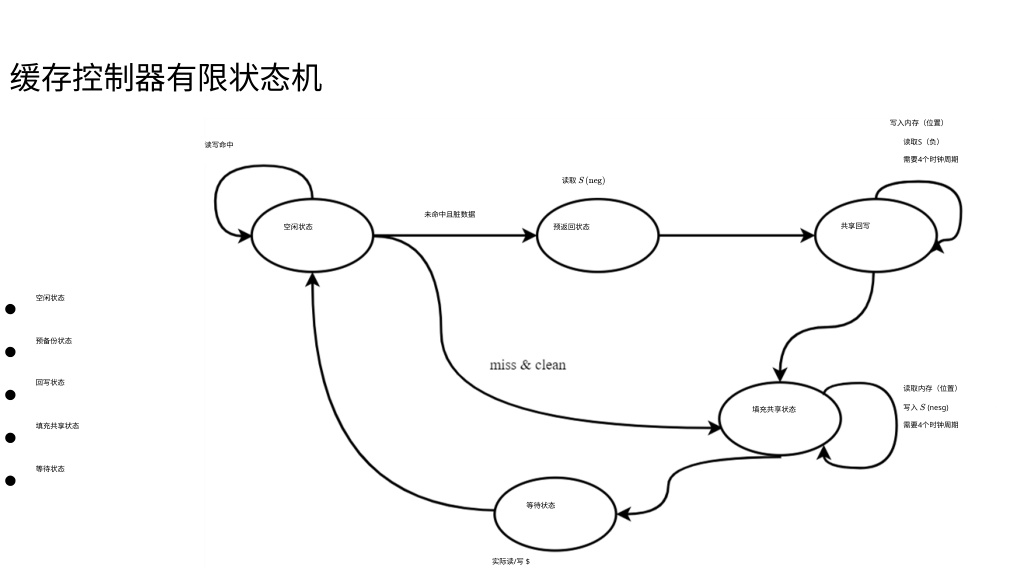 缓存控制器有限状态机
写入内存（位置）
读取S（负）
需要4个时钟周期
读写命中
读取 S (neg)
未命中且脏数据
空闲状态
预返回状态
共享回写
空闲状态
预备份状态
回写状态
填充共享状态
等待状态
miss & clean
填充共享状态
读取内存（位置）
写入 S (nesg)
需要4个时钟周期
等待状态
实际读/写 $